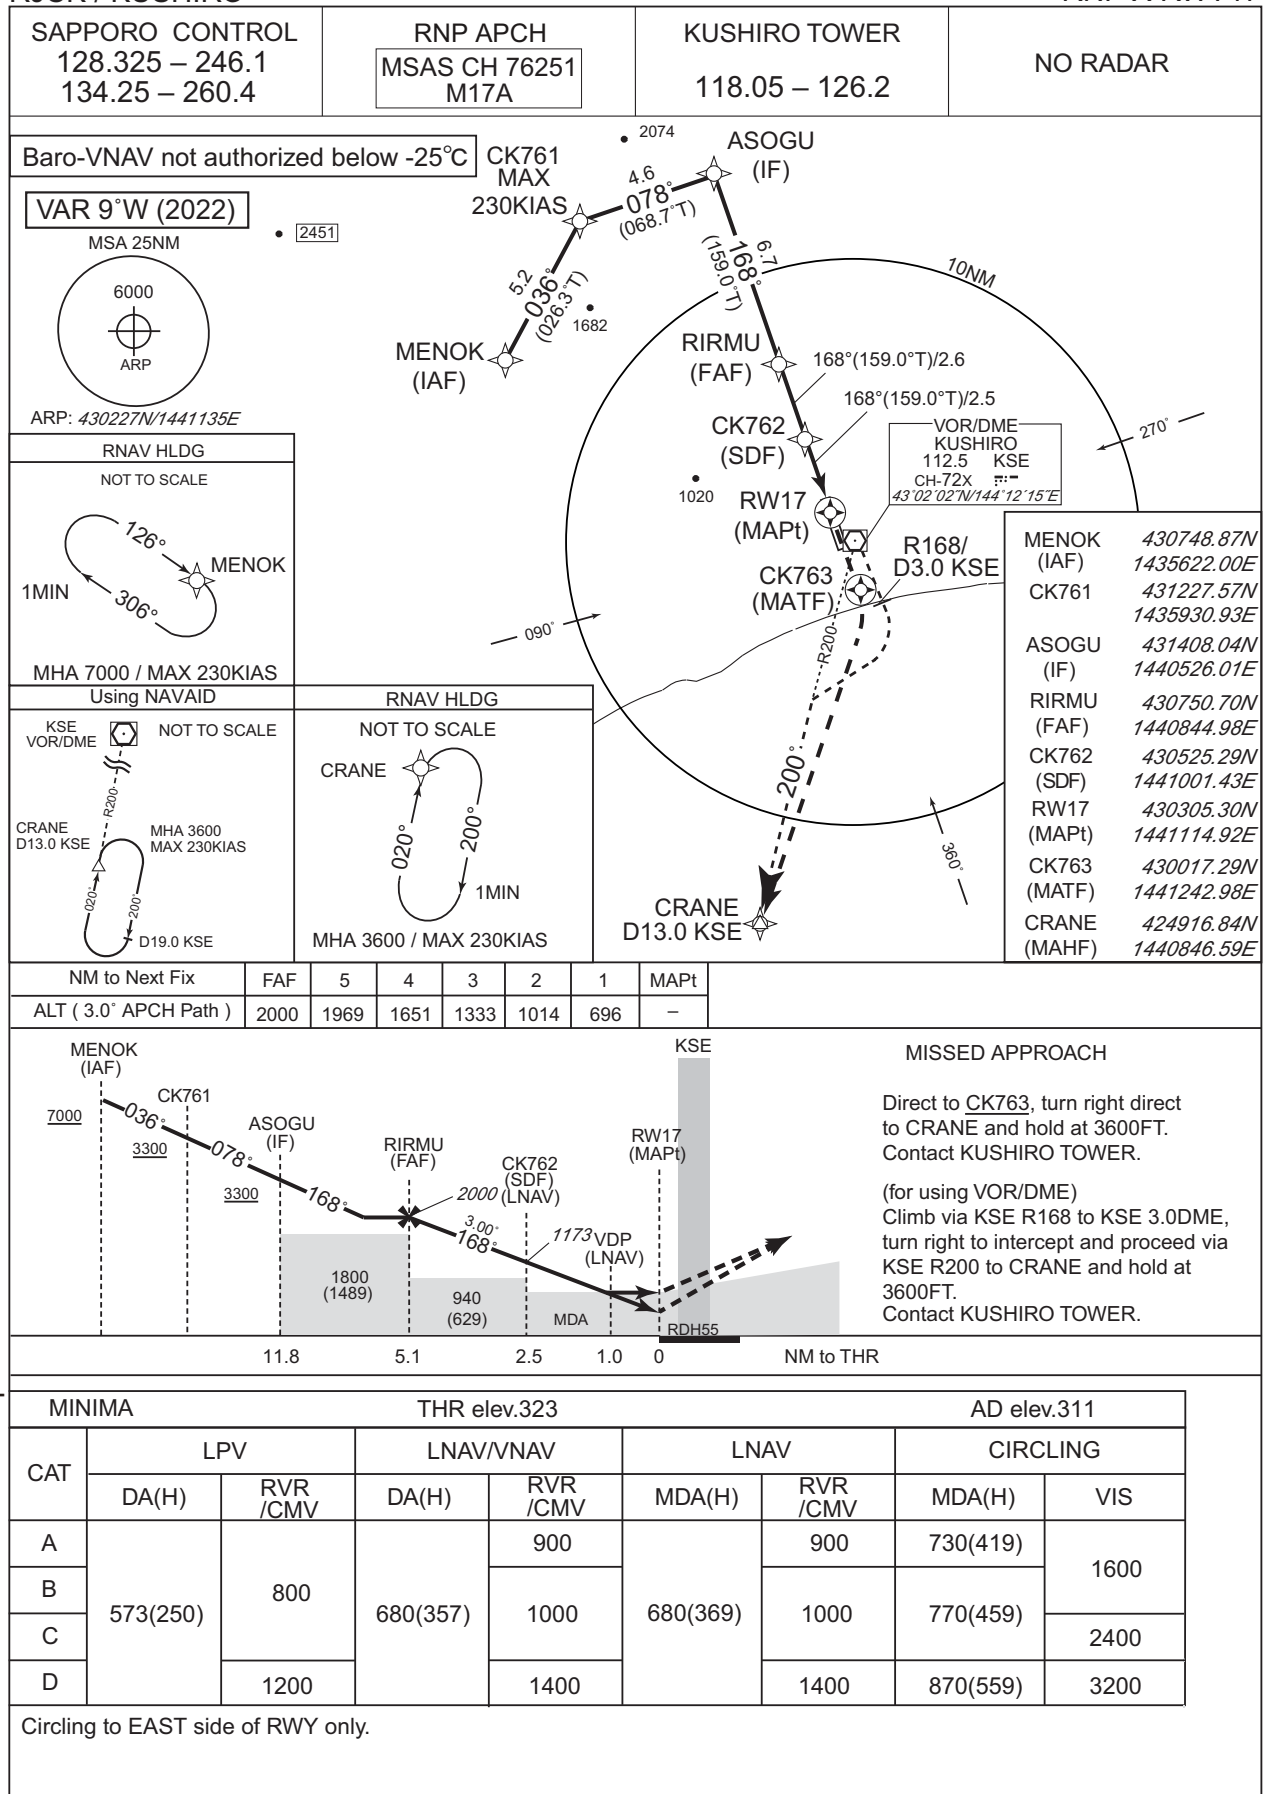 SAPPORO CONTROL
128.325 – 246.1
134.25 – 260.4
RNP APCH
MSAS CH 76251
M17A
KUSHIRO TOWER
118.05 – 126.2
NO RADAR
Baro-VNAV not authorized below -25°C
VAR 9°W (2022)
MSA 25NM
6000
ARP
ARP: 430227N/1441135E
2451
2074
1682
1020
CK761
MAX
230KIAS
ASOGU
(IF)
4.6
078°
(068.7°T)
5.2
036°
(026.3°T)
MENOK
(IAF)
6.7
168°
(159.0°T)
10NM
RIRMU
(FAF)
168°(159.0°T)/2.6
168°(159.0°T)/2.5
CK762
(SDF)
VOR/DME
KUSHIRO
112.5 KSE
CH-72X
43°02'02"N/144°12'15"E
270°
RW17
(MAPt)
R168/
D3.0 KSE
CK763
(MATF)
090°
R200
200°
360°
CRANE
D13.0 KSE
RNAV HLDG
NOT TO SCALE
126°
MENOK
1MIN
306°
MHA 7000 / MAX 230KIAS
Using NAVAID
KSE
VOR/DME
NOT TO SCALE
R200
CRANE
D13.0 KSE
MHA 3600
MAX 230KIAS
020°
200°
D19.0 KSE
RNAV HLDG
NOT TO SCALE
CRANE
020°
200°
1MIN
MHA 3600 / MAX 230KIAS
MENOK 430748.87N
(IAF) 1435622.00E
CK761 431227.57N
1435930.93E
ASOGU 431408.04N
(IF) 1440526.01E
RIRMU 430750.70N
(FAF) 1440844.98E
CK762 430525.29N
(SDF) 1441001.43E
RW17 430305.30N
(MAPt) 1441114.92E
CK763 430017.29N
(MATF) 1441242.98E
CRANE 424916.84N
(MAHF) 1440846.59E
NM to Next Fix FAF 5 4 3 2 1 MAPt
ALT ( 3.0° APCH Path ) 2000 1969 1651 1333 1014 696 –
MENOK
(IAF)
7000
036°
CK761
3300
078°
ASOGU
(IF)
3300
168°
RIRMU
(FAF)
2000
CK762
(SDF)
(LNAV)
3.00°
168°
1173
VDP
(LNAV)
RW17
(MAPt)
KSE
1800
(1489)
940
(629)
MDA
RDH55
11.8 5.1 2.5 1.0 0 NM to THR
MISSED APPROACH
Direct to CK763, turn right direct
to CRANE and hold at 3600FT.
Contact KUSHIRO TOWER.
(for using VOR/DME)
Climb via KSE R168 to KSE 3.0DME,
turn right to intercept and proceed via
KSE R200 to CRANE and hold at
3600FT.
Contact KUSHIRO TOWER.
MINIMA THR elev.323 AD elev.311
CAT LPV LNAV/VNAV LNAV CIRCLING
DA(H) RVR/CMV DA(H) RVR/CMV MDA(H) RVR/CMV MDA(H) VIS
A 573(250) 800 680(357) 900 680(369) 900 730(419) 1600
B 1000 1000 770(459)
C 2400
D 1200 1400 1400 870(559) 3200
Circling to EAST side of RWY only.